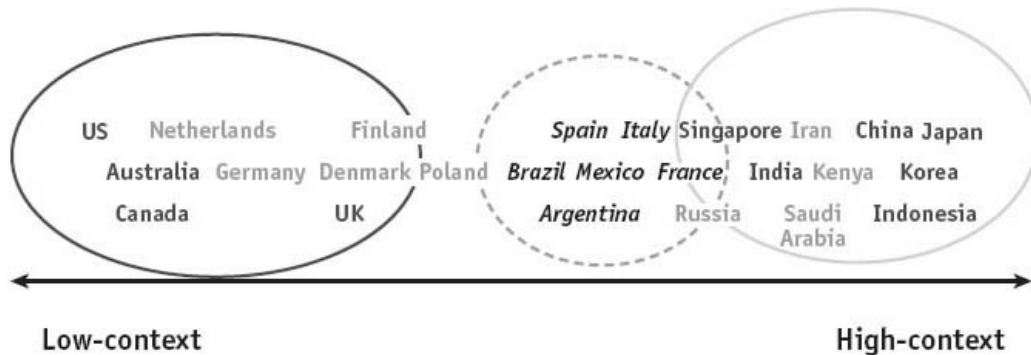 US Netherlands Finland Spain Italy Singapore Iran China Japan
Australia Germany Denmark Poland Brazil Mexico France India Kenya Korea
Canada UK Argentina Russia Saudi Indonesia
Arabia
Low-context High-context